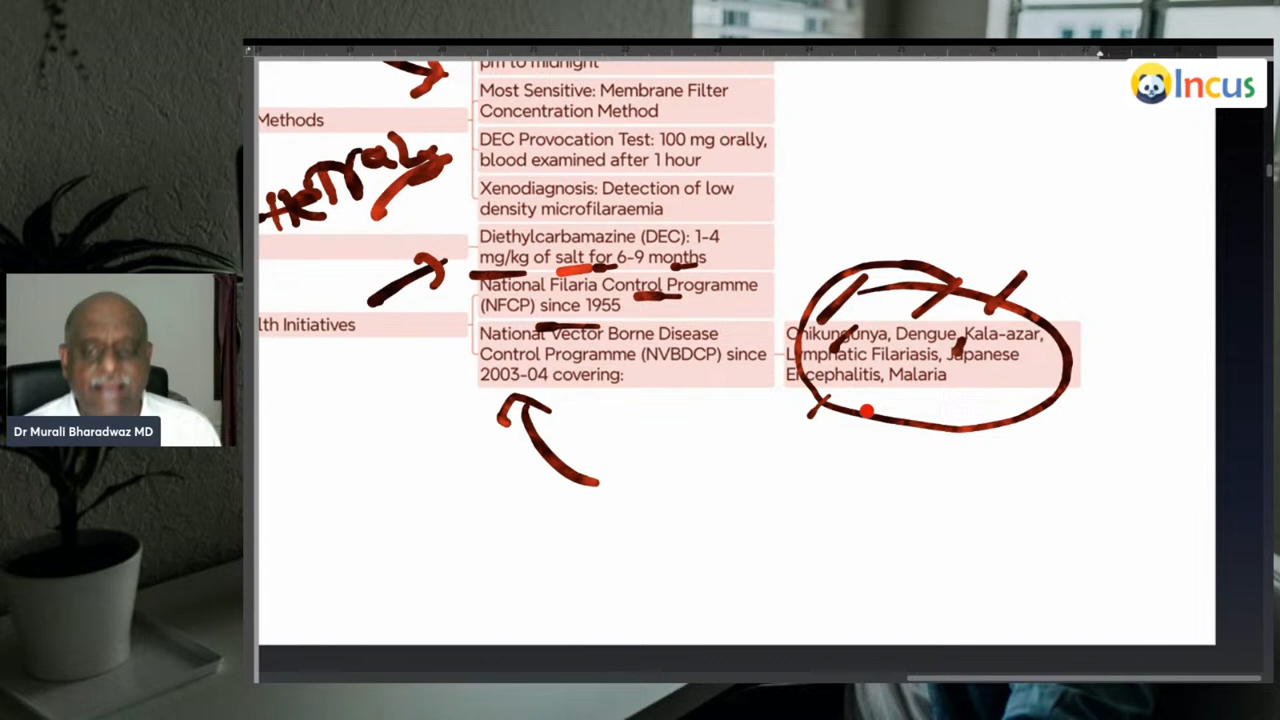 Incus
pm to midnight
Methods
Most Sensitive: Membrane Filter
Concentration Method
DEC Provocation Test: 100 mg orally,
blood examined after 1 hour
Xenodiagnosis: Detection of low
density microfilaraemia
Diethylcarbamazine (DEC): 1-4
mg/kg of salt for 6-9 months
lth Initiatives
National Filaria Control Programme
(NFCP) since 1955
National Vector Borne Disease
Control Programme (NVBDCP) since
2003-04 covering:
Chikungunya, Dengue, Kala-azar,
Lymphatic Filariasis, Japanese
Encephalitis, Malaria
Dr Murali Bharadwaz MD